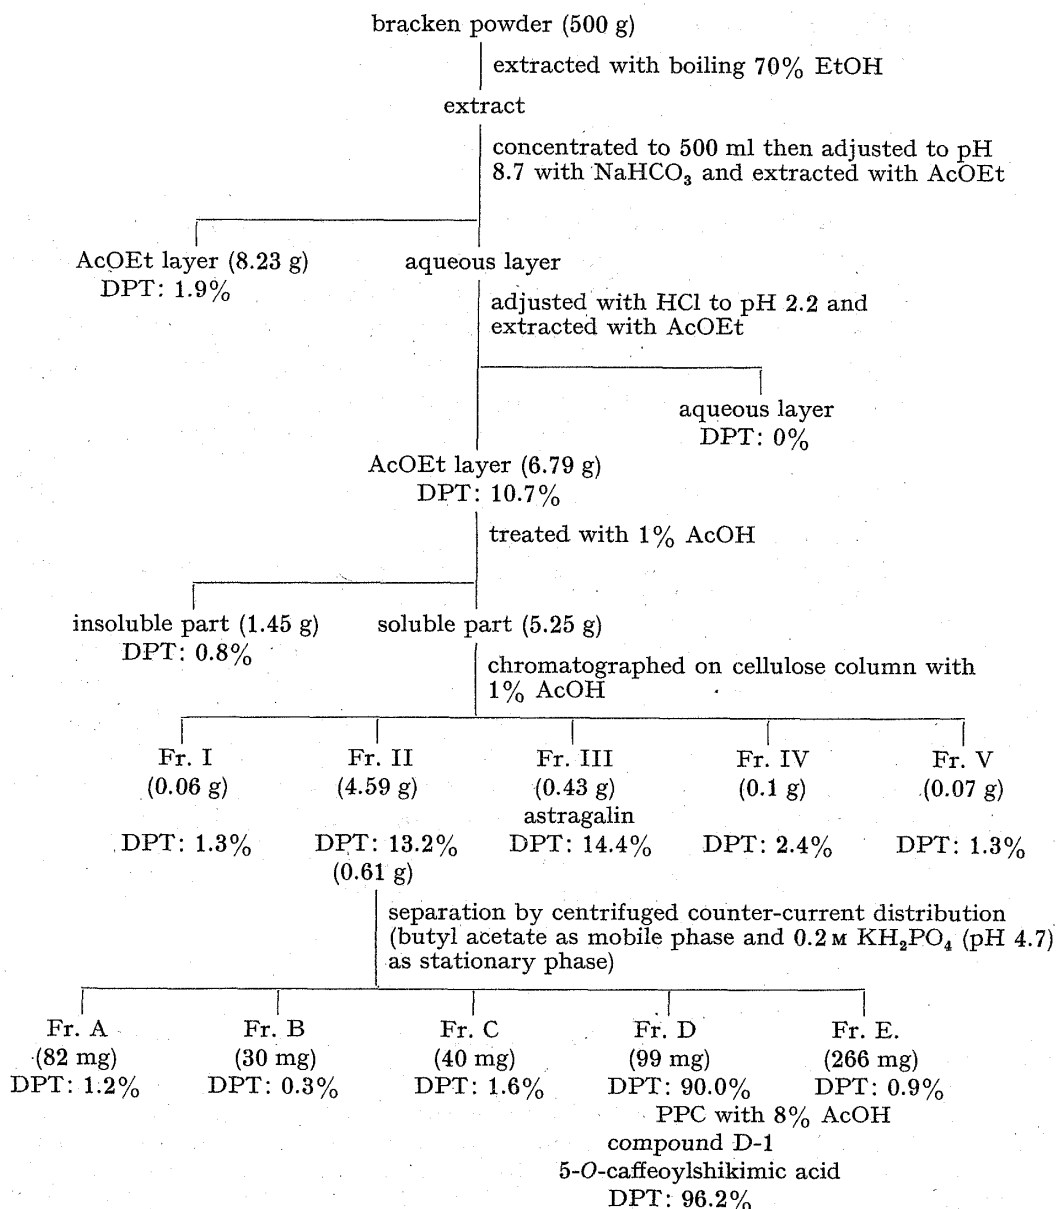 bracken powder (500 g)
extracted with boiling 70% EtOH
extract
concentrated to 500 ml then adjusted to pH
8.7 with NaHCO₃ and extracted with AcOEt
AcOEt layer (8.23 g)
DPT: 1.9%
aqueous layer
adjusted with HCl to pH 2.2 and
extracted with AcOEt
aqueous layer
DPT: 0%
AcOEt layer (6.79 g)
DPT: 10.7%
treated with 1% AcOH
insoluble part (1.45 g)
DPT: 0.8%
soluble part (5.25 g)
chromatographed on cellulose column with
1% AcOH
Fr. I
(0.06 g)
DPT: 1.3%
Fr. II
(4.59 g)
DPT: 13.2%
(0.61 g)
Fr. III
(0.43 g)
astragalin
DPT: 14.4%
Fr. IV
(0.1 g)
DPT: 2.4%
Fr. V
(0.07 g)
DPT: 1.3%
separation by centrifuged counter-current distribution
(butyl acetate as mobile phase and 0.2 M KH₂PO₄ (pH 4.7)
as stationary phase)
Fr. A
(82 mg)
DPT: 1.2%
Fr. B
(30 mg)
DPT: 0.3%
Fr. C
(40 mg)
DPT: 1.6%
Fr. D
(99 mg)
DPT: 90.0%
Fr. E.
(266 mg)
DPT: 0.9%
PPC with 8% AcOH
compound D-1
5-O-caffeoylshikimic acid
DPT: 96.2%